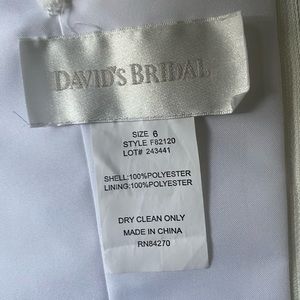 DAVID'S BRIDAL
SIZE 6
STYLE F82120
LOT# 243441
SHELL:100%POLYESTER
LINING:100%POLYESTER
DRY CLEAN ONLY
MADE IN CHINA
RN84270